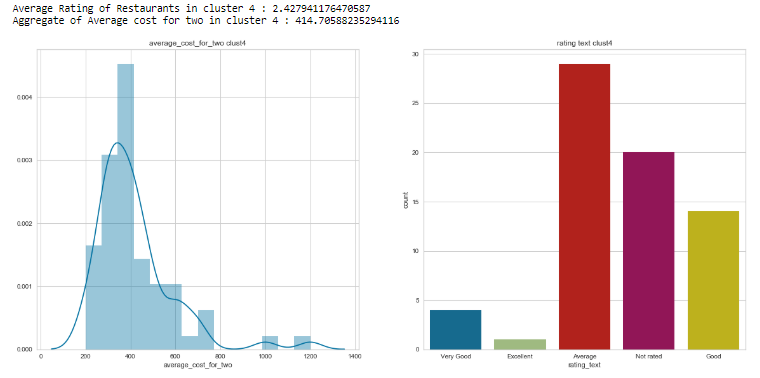 Average Rating of Restaurants in cluster 4 : 2.427941176470587
Aggregate of Average cost for two in cluster 4 : 414.70588235294116
average_cost_for_two clust4
0.004
0.003
0.002
0.001
0.000
0 200 400 600 800 1000 1200 1400
average_cost_for_two
rating text clust4
30
25
20
15
10
5
0
count
Very Good Excellent Average Not rated Good
rating_text